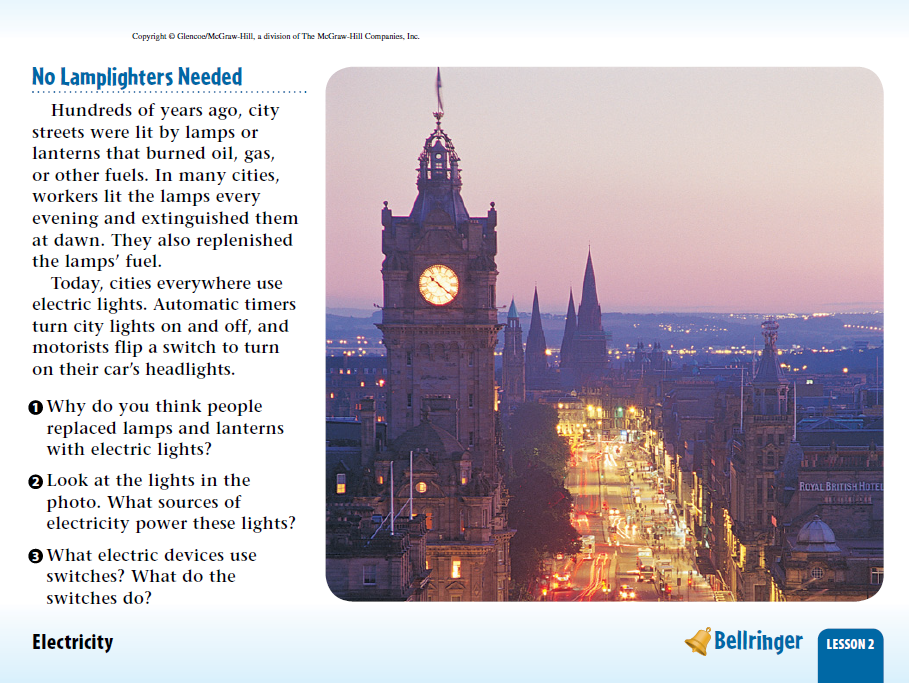 Copyright © Glencoe/McGraw-Hill, a division of The McGraw-Hill Companies, Inc.
No Lamplighters Needed
Hundreds of years ago, city
streets were lit by lamps or
lanterns that burned oil, gas,
or other fuels. In many cities,
workers lit the lamps every
evening and extinguished them
at dawn. They also replenished
the lamps’ fuel.
Today, cities everywhere use
electric lights. Automatic timers
turn city lights on and off, and
motorists flip a switch to turn
on their car’s headlights.
❶ Why do you think people
replaced lamps and lanterns
with electric lights?
❷ Look at the lights in the
photo. What sources of
electricity power these lights?
❸ What electric devices use
switches? What do the
switches do?
ROYAL BRITISH HOTEL
Electricity
Bellringer
LESSON 2